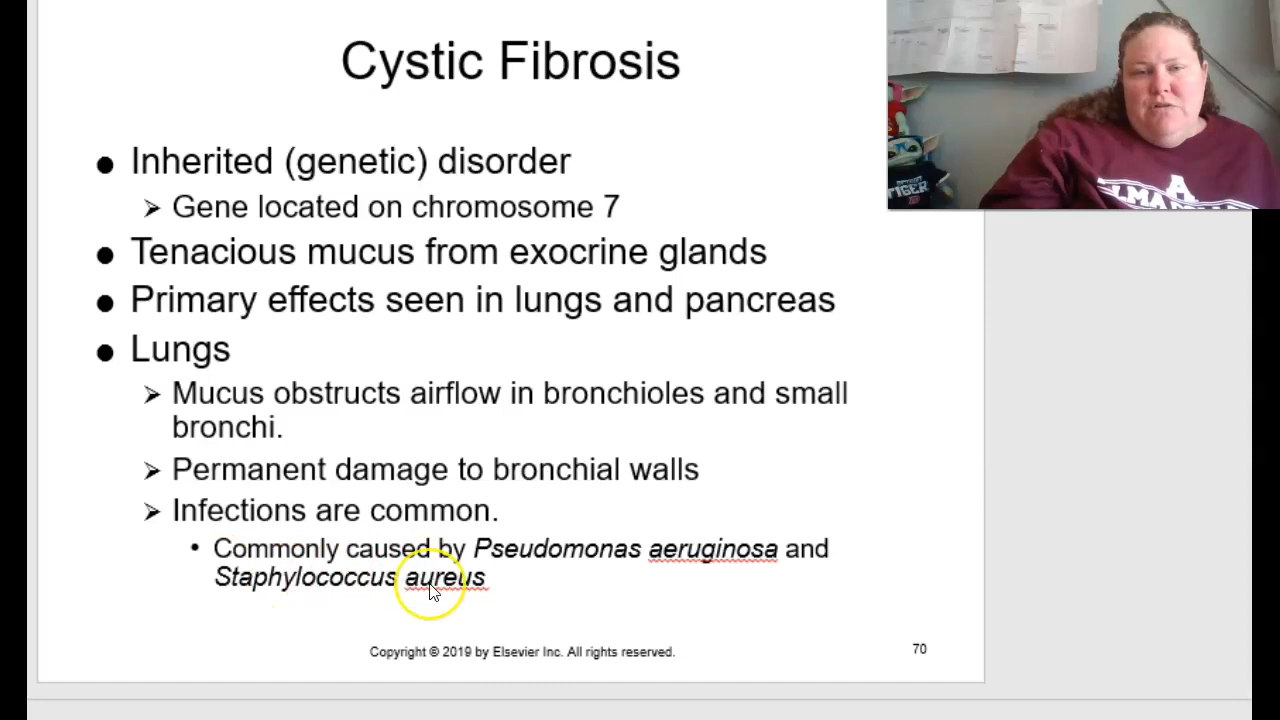 Cystic Fibrosis
● Inherited (genetic) disorder
➢ Gene located on chromosome 7
● Tenacious mucus from exocrine glands
● Primary effects seen in lungs and pancreas
● Lungs
➢ Mucus obstructs airflow in bronchioles and small
bronchi.
➢ Permanent damage to bronchial walls
➢ Infections are common.
• Commonly caused by Pseudomonas aeruginosa and
Staphylococcus aureus
Copyright © 2019 by Elsevier Inc. All rights reserved.
70
TIGER
A